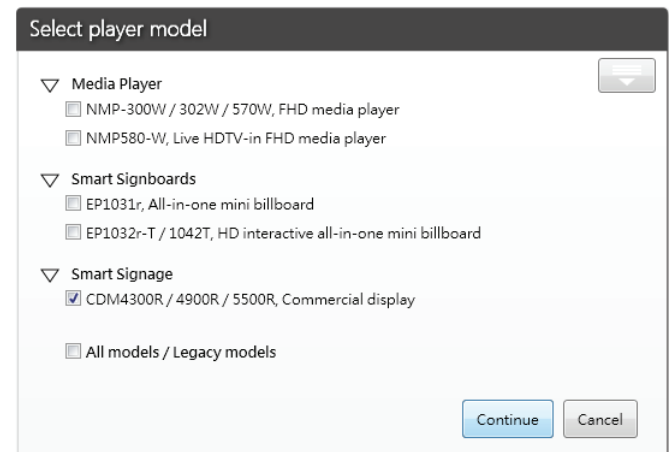 Select player model
Media Player
NMP-300W / 302W / 570W, FHD media player
NMP580-W, Live HDTV-in FHD media player
Smart Signboards
EP1031r, All-in-one mini billboard
EP1032r-T / 1042T, HD interactive all-in-one mini billboard
Smart Signage
CDM4300R / 4900R / 5500R, Commercial display
All models / Legacy models
Continue Cancel